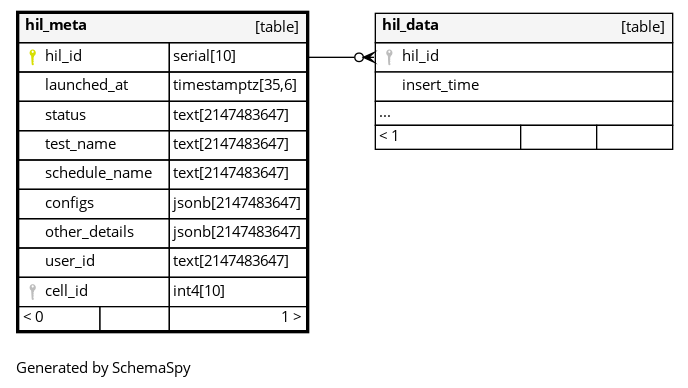 hil_meta [table]
hil_id serial[10]
launched_at timestamptz[35,6]
status text[2147483647]
test_name text[2147483647]
schedule_name text[2147483647]
configs jsonb[2147483647]
other_details jsonb[2147483647]
user_id text[2147483647]
cell_id int4[10]
< 0 1 >
hil_data [table]
hil_id
insert_time
...
< 1
Generated by SchemaSpy